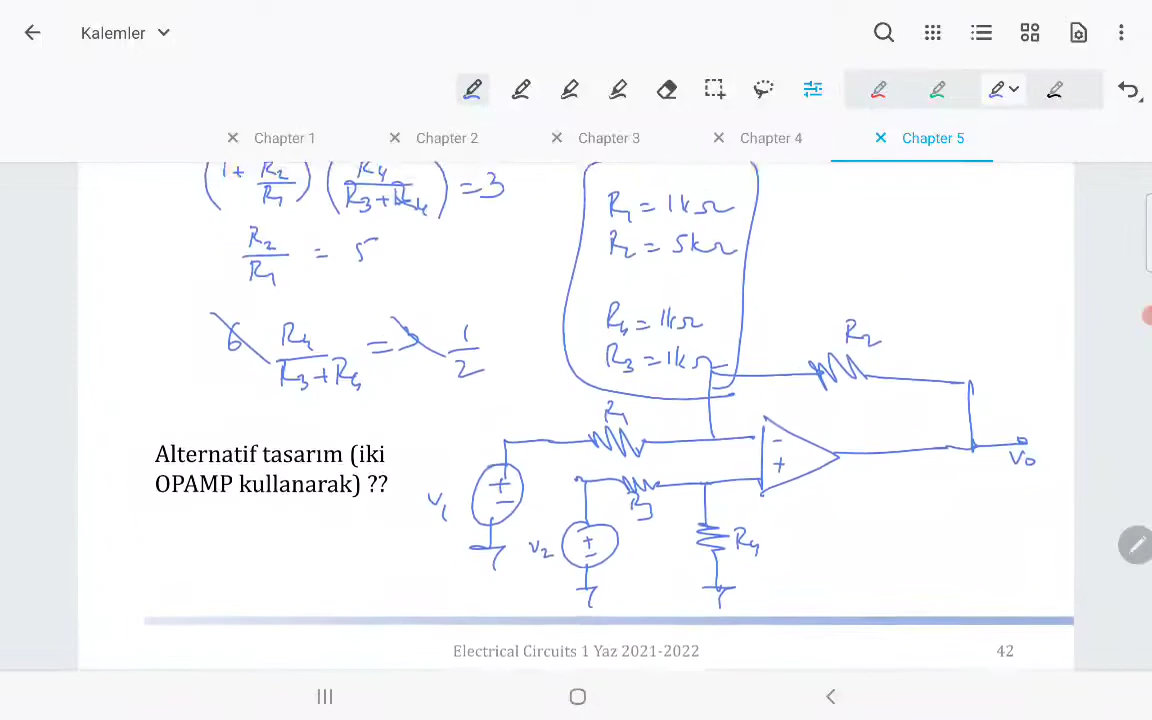 Kalemler
Chapter 1
Chapter 2
Chapter 3
Chapter 4
Chapter 5
(1 + R2/R1) (R4/(R3+R4)) = 3
R2/R1 = 5
6 R4/(R3+R4) = 3 1/2
R1 = 1kΩ
R2 = 5kΩ
R4 = 1kΩ
R3 = 1kΩ
Alternatif tasarım (iki
OPAMP kullanarak) ??
R2
R1
-
+
Vo
V1
+
-
R3
V2
+
-
R4
Electrical Circuits 1 Yaz 2021-2022
42